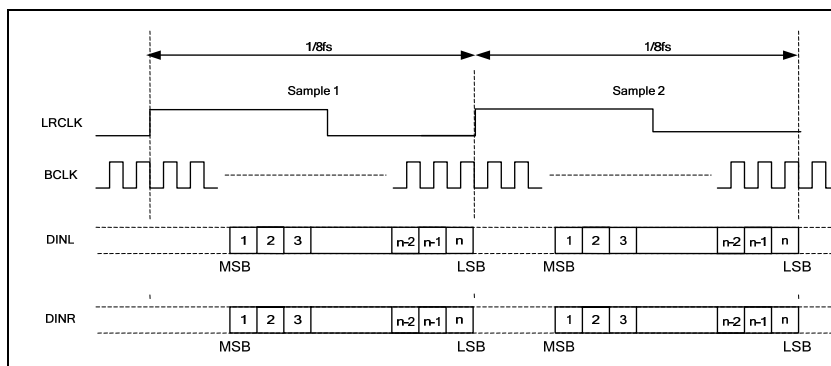 1/8fs 1/8fs
Sample 1 Sample 2
LRCLK
BCLK
DINL 1 2 3 n-2 n-1 n 1 2 3 n-2 n-1 n
MSB LSB MSB LSB
DINR 1 2 3 n-2 n-1 n 1 2 3 n-2 n-1 n
MSB LSB MSB LSB